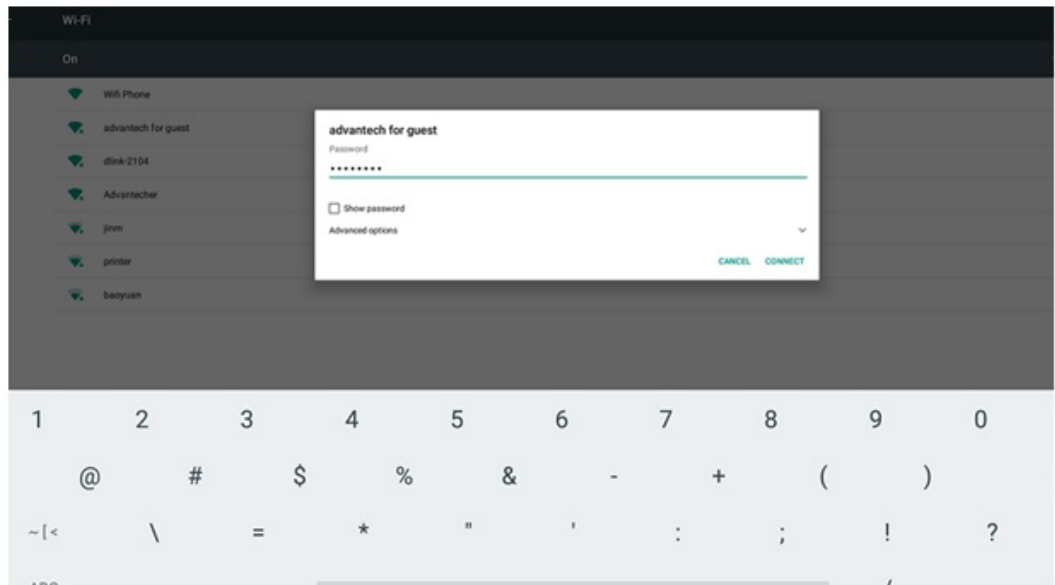 Wi-Fi
On
Wifi Phone
advantech for guest
dlink-2104
Advantecher
jinm
printer
baoyuan
advantech for guest
Password
••••••••
Show password
Advanced options
CANCEL CONNECT
1 2 3 4 5 6 7 8 9 0
@ # $ % & - + ( )
~ [ < \ = * " ' : ; ! ?